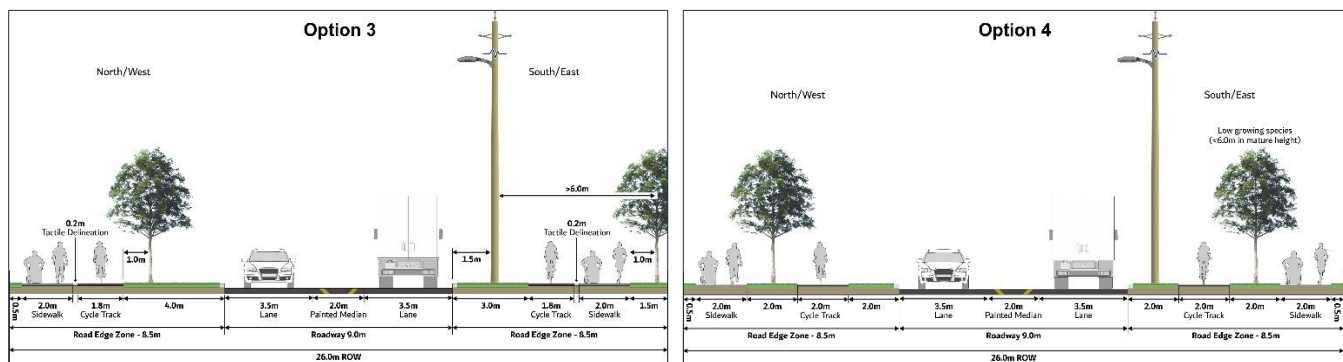 Option 3
North/West
South/East
>6.0m
0.2m
Tactile Delineation
0.2m
Tactile Delineation
1.0m
1.5m
1.0m
0.5m
2.0m
Sidewalk
1.8m
Cycle Track
4.0m
3.5m
Lane
2.0m
Painted Median
3.5m
Lane
3.0m
1.8m
Cycle Track
2.0m
Sidewalk
1.5m
Road Edge Zone - 8.5m
Roadway 9.0m
Road Edge Zone - 8.5m
26.0m ROW
Option 4
North/West
South/East
Low growing species
(<6.0m in mature height)
0.5m
2.0m
Sidewalk
2.0m
2.0m
Cycle Track
2.0m
3.5m
Lane
2.0m
Painted Median
3.5m
Lane
2.0m
2.0m
Cycle Track
2.0m
2.0m
Sidewalk
0.5m
Road Edge Zone - 8.5m
Roadway 9.0m
Road Edge Zone - 8.5m
26.0m ROW